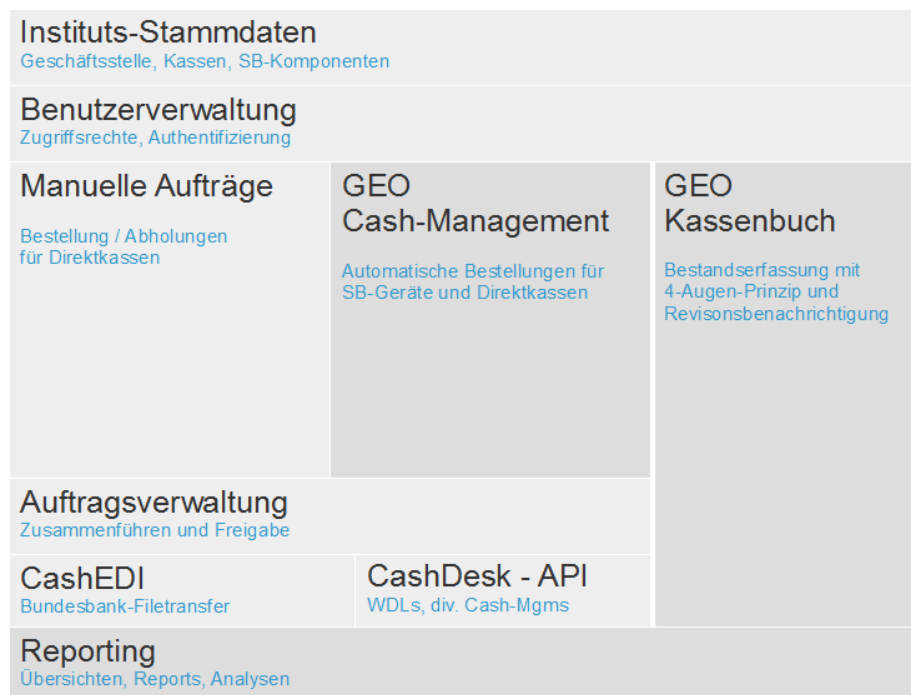 Instituts-Stammdaten
Geschäftsstelle, Kassen, SB-Komponenten
Benutzerverwaltung
Zugriffsrechte, Authentifizierung
Manuelle Aufträge
Bestellung / Abholungen
für Direktkassen
GEO
Cash-Management
Automatische Bestellungen für
SB-Geräte und Direktkassen
GEO
Kassenbuch
Bestandserfassung mit
4-Augen-Prinzip und
Revisonsbenachrichtigung
Auftragsverwaltung
Zusammenführen und Freigabe
CashEDI
Bundesbank-Filetransfer
CashDesk - API
WDLs, div. Cash-Mgms
Reporting
Übersichten, Reports, Analysen